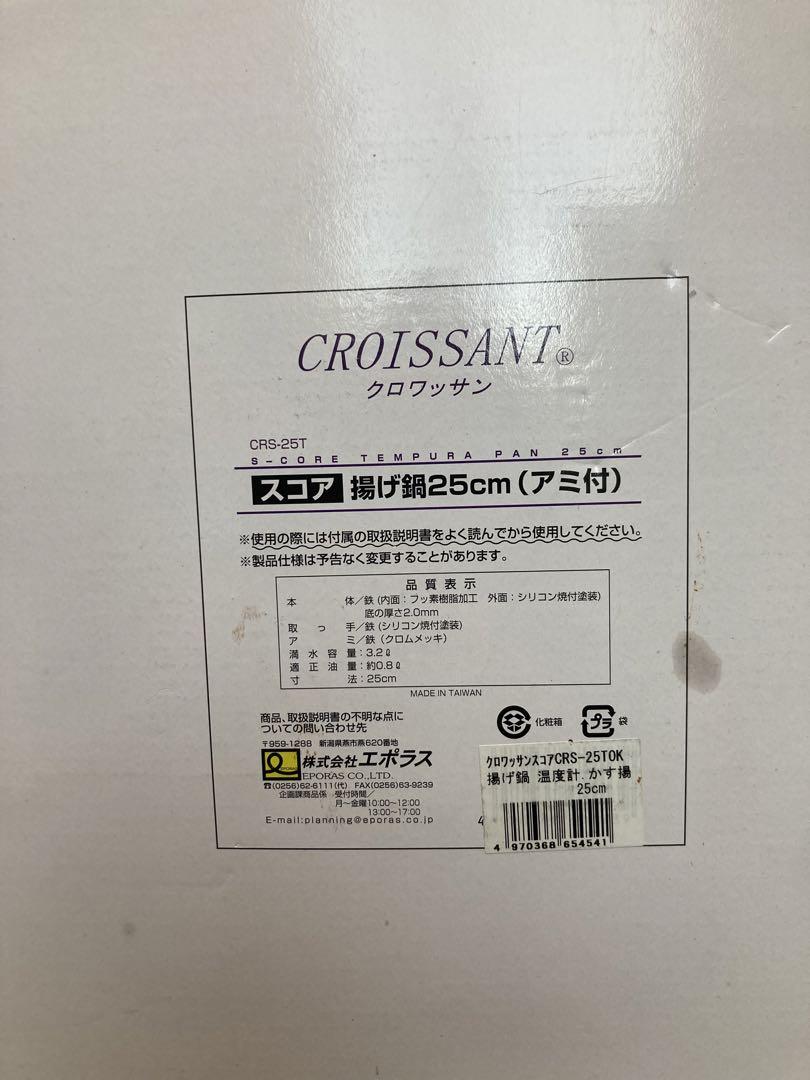 CROISSANT®
クロワッサン
CRS-25T
S-CORE TEMPURA PAN 25cm
スコア 揚げ鍋25cm(アミ付)
※使用の際には付属の取扱説明書をよく読んでから使用してください。
※製品仕様は予告なく変更することがあります。
品質表示
本体/鉄(内面:フッ素樹脂加工 外面:シリコン焼付塗装)
底の厚さ2.0mm
取っ手/鉄(シリコン焼付塗装)
アミ/鉄(クロムメッキ)
満水容量:3.2ℓ
適正油量:約0.8ℓ
寸法:25cm
MADE IN TAIWAN
商品、取扱説明書の不明な点に
ついての問い合わせ先
〒959-1288 新潟県燕市燕620番地
EPORAS
株式会社エポラス
EPORAS CO.,LTD.
☎(0256)62-6111(代) FAX(0256)63-9239
企画課商品係 受付時間/
月~金曜10:00~12:00
13:00~17:00
E-mail:planning@eporas.co.jp
化粧箱
プラ 袋
クロワッサンスコアCRS-25TOK
揚げ鍋 温度計.かす揚
25cm
4 970368 654541
4